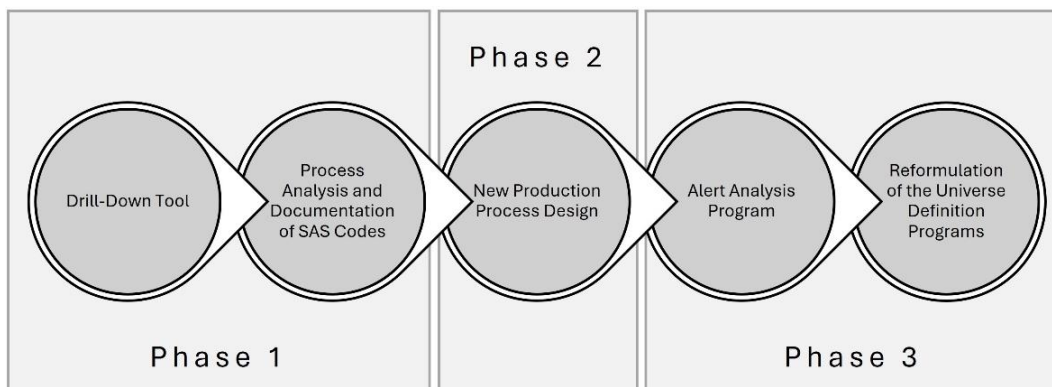 Phase 2
Drill-Down Tool
Process
Analysis and
Documentation
of SAS Codes
New Production
Process Design
Alert Analysis
Program
Reformulation
of the Universe
Definition
Programs
Phase 1
Phase 3